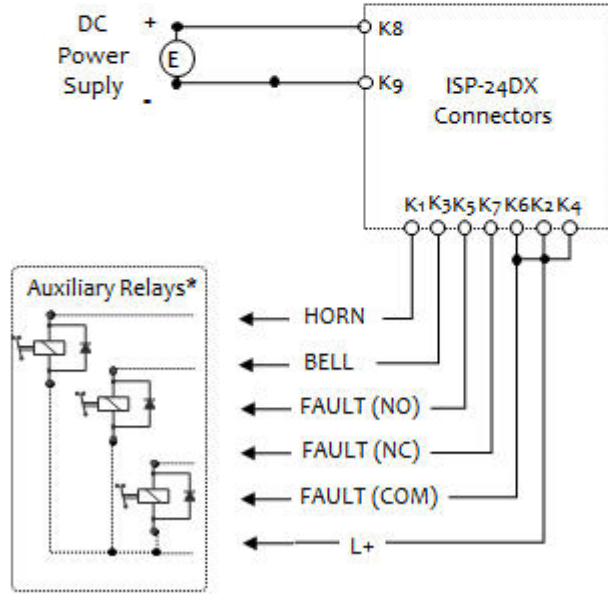 DC
Power
Suply
+
-
E
K8
K9
ISP-24DX
Connectors
K1 K3 K5 K7 K6 K2 K4
Auxiliary Relays*
HORN
BELL
FAULT (NO)
FAULT (NC)
FAULT (COM)
L+